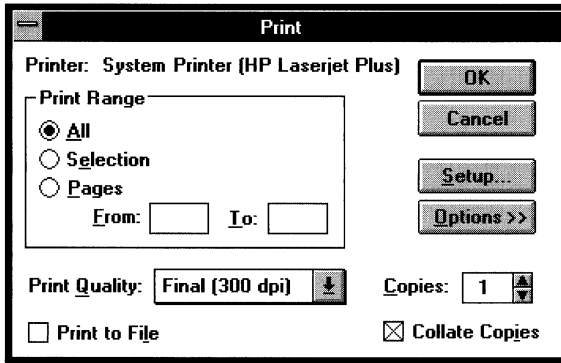 Print
Printer: System Printer (HP Laserjet Plus)
OK
Print Range
Cancel
All
Selection
Setup...
Pages
From: To:
Options >>
Print Quality: Final (300 dpi)
Copies: 1
Print to File
Collate Copies